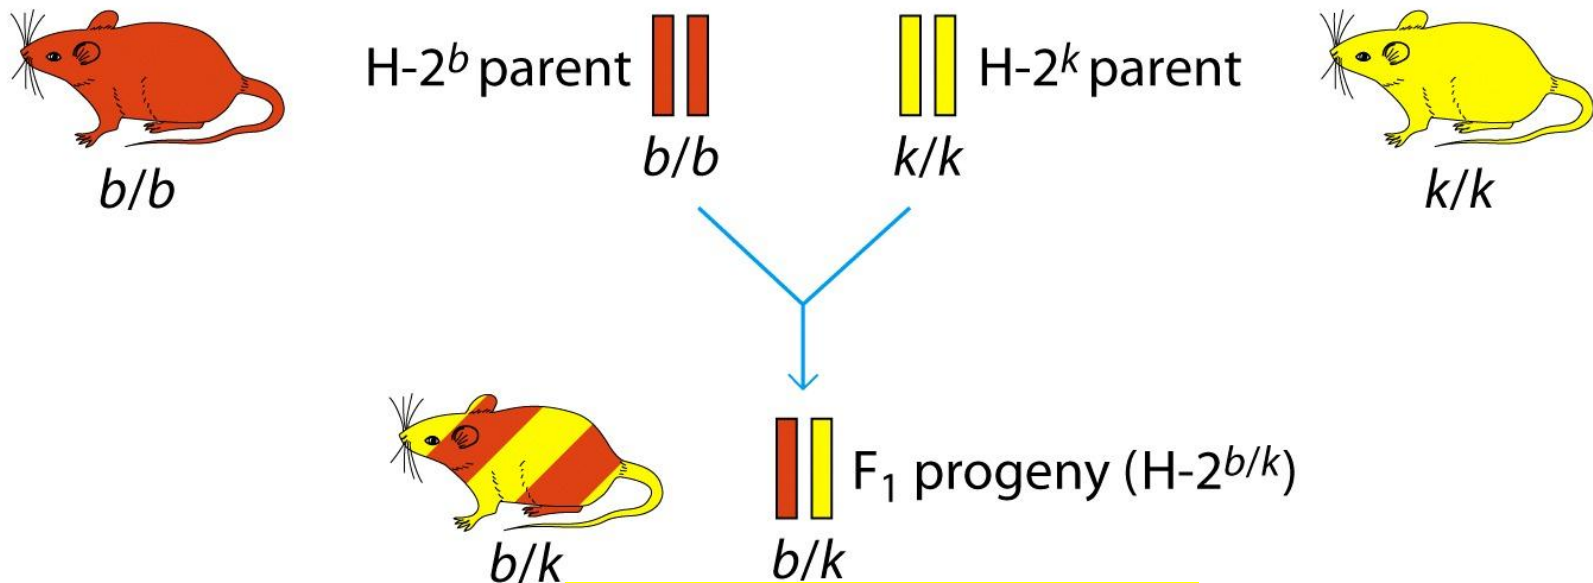 H-2ᵇ parent
H-2ᵏ parent
b/b
k/k
b/b
k/k
F₁ progeny (H-2ᵇ/ᵏ)
b/k
b/k